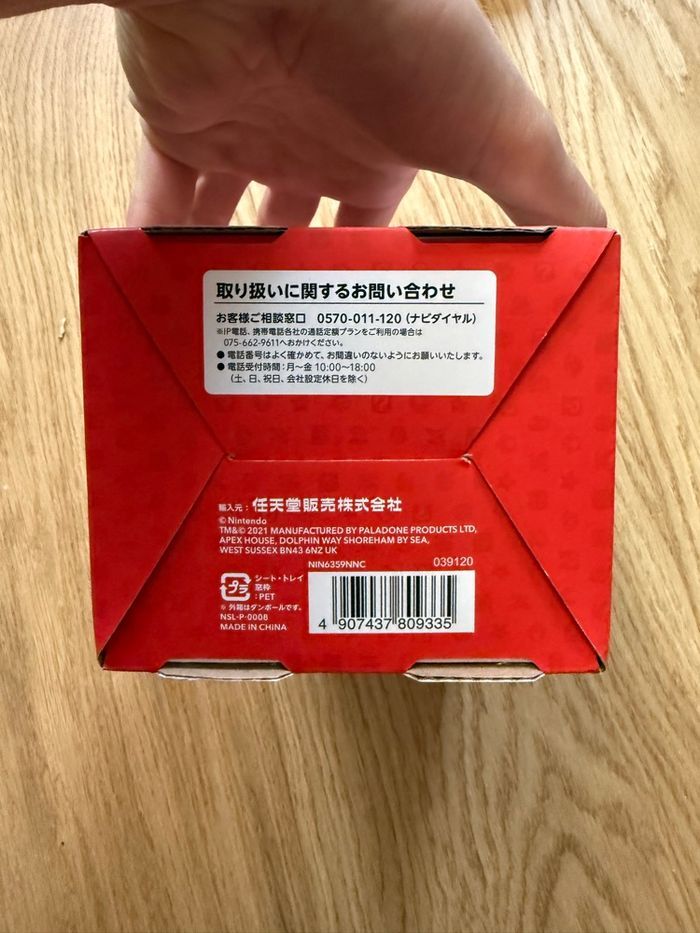 取り扱いに関するお問い合わせ
お客様ご相談窓口 0570-011-120 (ナビダイヤル)
※IP電話、携帯電話各社の通話定額プランをご利用の場合は
075-662-9611へおかけください。
● 電話番号はよく確かめて、お間違いのないようにお願いいたします。
● 電話受付時間:月〜金 10:00〜18:00
(土、日、祝日、会社設定休日を除く)
輸入元: 任天堂販売株式会社
© Nintendo
TM&© 2021 MANUFACTURED BY PALADONE PRODUCTS LTD,
APEX HOUSE, DOLPHIN WAY SHOREHAM BY SEA,
WEST SUSSEX BN43 6NZ UK
NIN6359NNC 039120
プラ
シート・トレイ
窓枠
:PET
※ 外箱はダンボールです。
NSL-P-0008
MADE IN CHINA
4 907437 809335